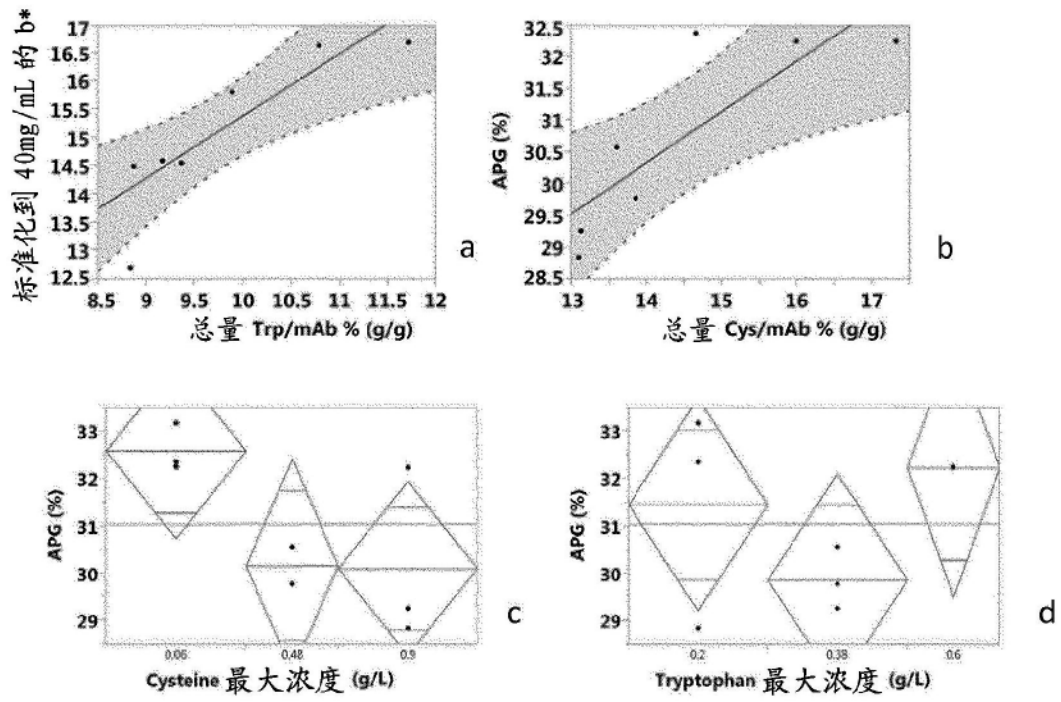 标准化到 40mg/mL 的 b*
17
16.5
16
15.5
15
14.5
14
13.5
13
12.5
8.5 9 9.5 10 10.5 11 11.5 12
总量 Trp/mAb % (g/g)
a
APG (%)
32.5
32
31.5
31
30.5
30
29.5
29
28.5
13 14 15 16 17
总量 Cys/mAb % (g/g)
b
APG (%)
33
32
31
30
29
0.06 0.48 0.9
Cysteine 最大浓度 (g/L)
c
APG (%)
33
32
31
30
29
0.2 0.38 0.6
Tryptophan 最大浓度 (g/L)
d